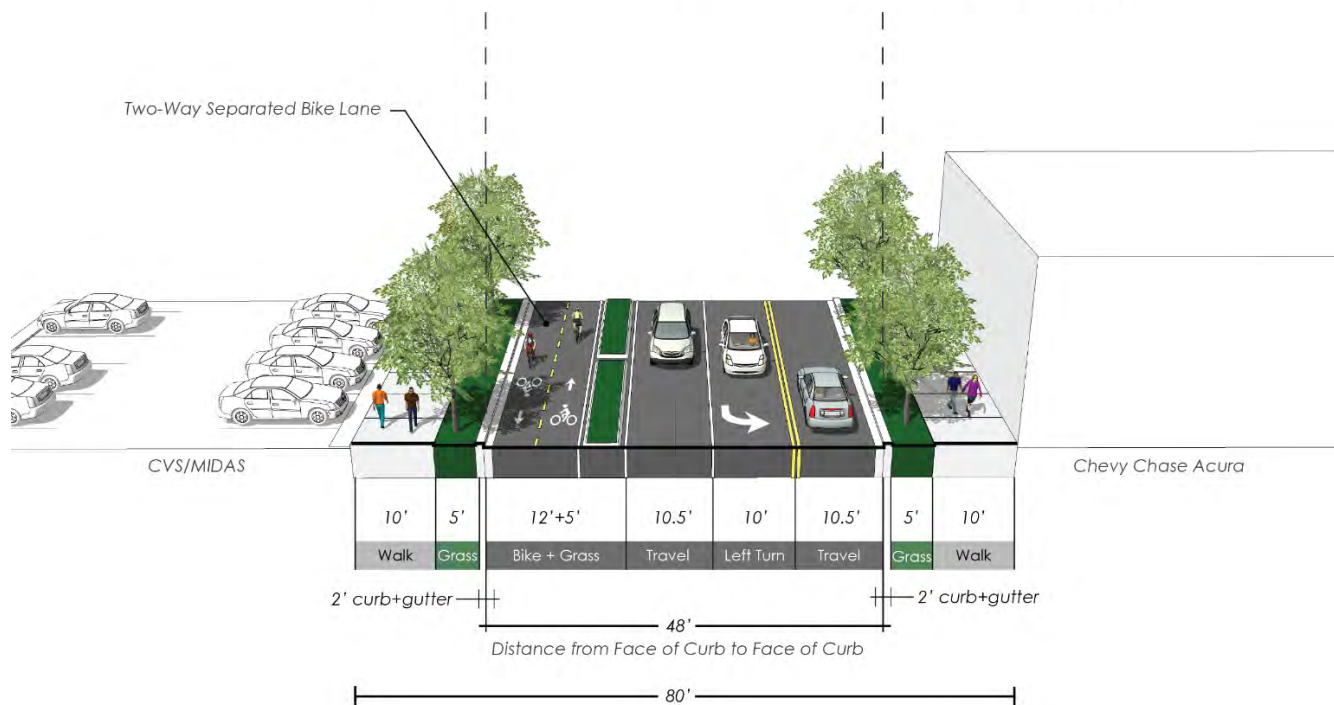 Two-Way Separated Bike Lane
CVS/MIDAS
Chevy Chase Acura
10' 5' 12'+5' 10.5' 10' 10.5' 5' 10'
Walk Grass Bike + Grass Travel Left Turn Travel Grass Walk
2' curb+gutter 2' curb+gutter
48'
Distance from Face of Curb to Face of Curb
80'